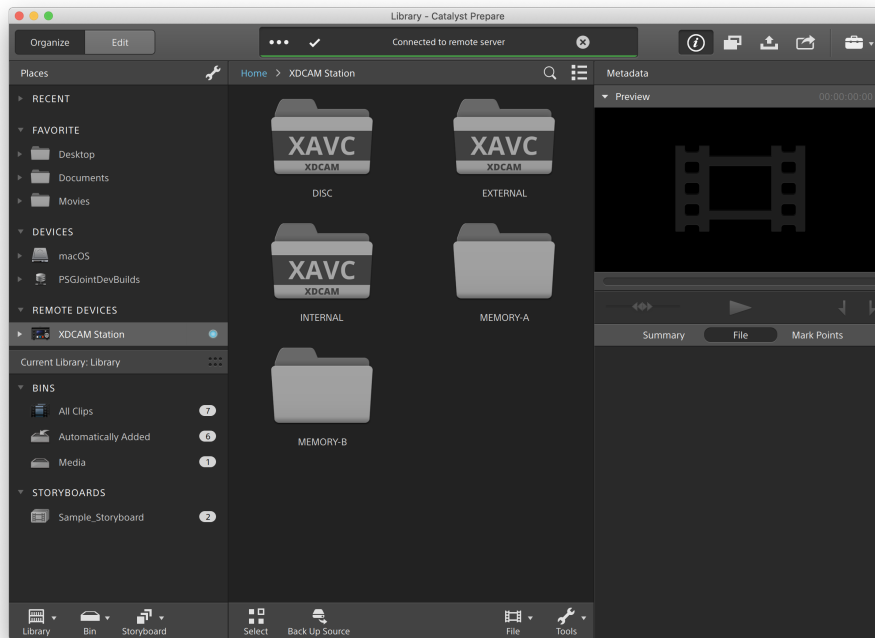 Library - Catalyst Prepare
Organize
Edit
Connected to remote server
Places
Home > XDCAM Station
Metadata
RECENT
FAVORITE
Desktop
Documents
Movies
DEVICES
macOS
PSGJointDevBuilds
REMOTE DEVICES
XDCAM Station
Current Library: Library
BINS
All Clips 7
Automatically Added 6
Media 1
STORYBOARDS
Sample_Storyboard 2
XAVC
XDCAM
DISC
XAVC
XDCAM
EXTERNAL
XAVC
XDCAM
INTERNAL
MEMORY-A
MEMORY-B
Preview 00:00:00:00
Summary
File
Mark Points
Library
Bin
Storyboard
Select
Back Up Source
File
Tools